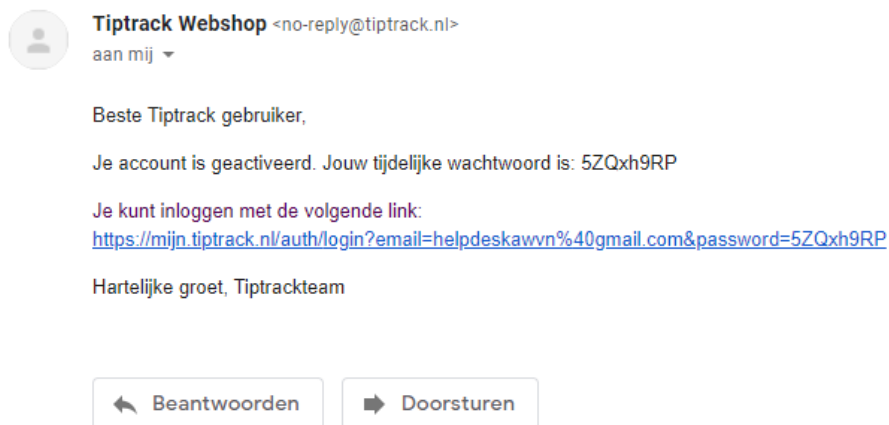 Tiptrack Webshop <no-reply@tiptrack.nl>
aan mij
Beste Tiptrack gebruiker,
Je account is geactiveerd. Jouw tijdelijke wachtwoord is: 5ZQxh9RP
Je kunt inloggen met de volgende link:
https://mijn.tiptrack.nl/auth/login?email=helpdeskawvn%40gmail.com&password=5ZQxh9RP
Hartelijke groet, Tiptrackteam
Beantwoorden
Doorsturen